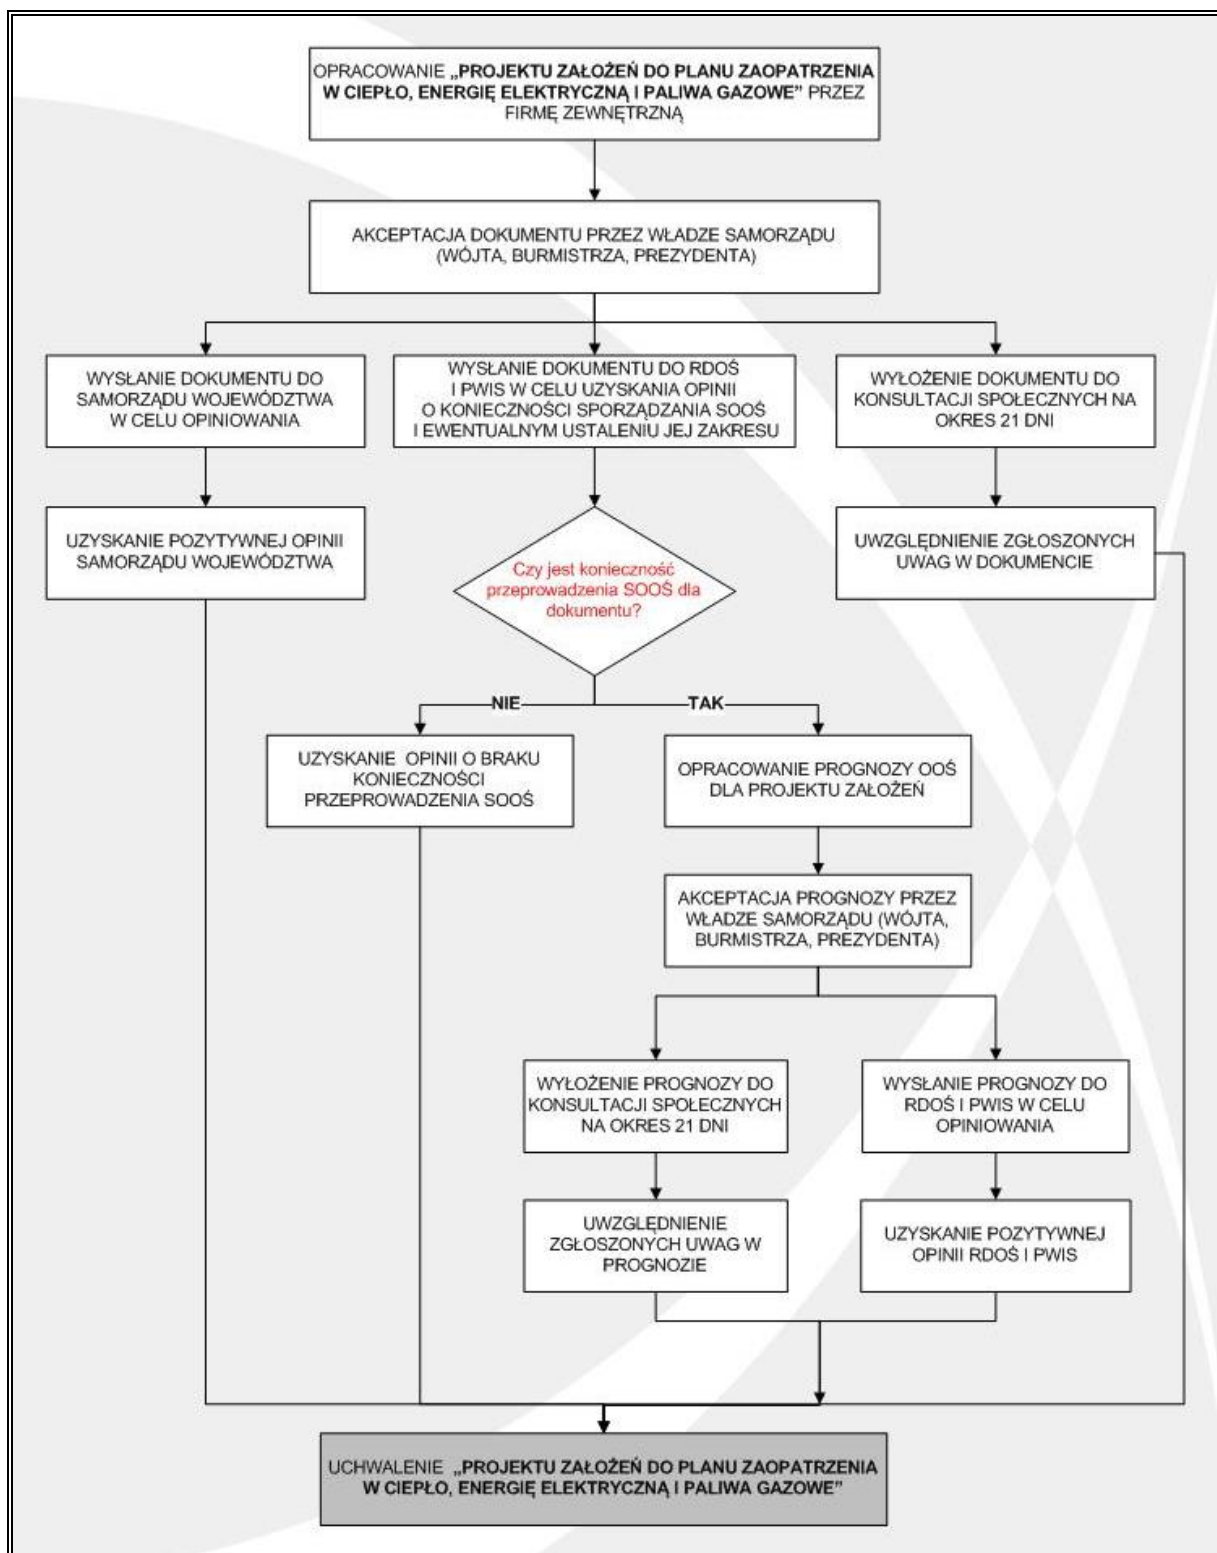 OPRACOWANIE „PROJEKTU ZAŁOŻEŃ DO PLANU ZAOPATRZENIA
W CIEPŁO, ENERGIĘ ELEKTRYCZNĄ I PALIWA GAZOWE” PRZEZ
FIRMĘ ZEWNĘTRZNĄ
AKCEPTACJA DOKUMENTU PRZEZ WŁADZE SAMORZĄDU
(WÓJTA, BURMISTRZA, PREZYDENTA)
WYSŁANIE DOKUMENTU DO
SAMORZĄDU WOJEWÓDZTWA
W CELU OPINIOWANIA
WYSŁANIE DOKUMENTU DO RDOŚ
I PWIS W CELU UZYSKANIA OPINII
O KONIECZNOŚCI SPORZĄDZANIA SOOŚ
I EWENTUALNYM USTALENIU JEJ ZAKRESU
WYŁOŻENIE DOKUMENTU DO
KONSULTACJI SPOŁECZNYCH NA
OKRES 21 DNI
UZYSKANIE POZYTYWNEJ OPINII
SAMORZĄDU WOJEWÓDZTWA
Czy jest konieczność
przeprowadzenia SOOŚ dla
dokumentu?
UWZGLĘDNIENIE ZGŁOSZONYCH
UWAG W DOKUMENCIE
NIE
TAK
UZYSKANIE OPINII O BRAKU
KONIECZNOŚCI
PRZEPROWADZENIA SOOŚ
OPRACOWANIE PROGNOZY OOŚ
DLA PROJEKTU ZAŁOŻEŃ
AKCEPTACJA PROGNOZY PRZEZ
WŁADZE SAMORZĄDU (WÓJTA,
BURMISTRZA, PREZYDENTA)
WYŁOŻENIE PROGNOZY DO
KONSULTACJI SPOŁECZNYCH
NA OKRES 21 DNI
WYSŁANIE PROGNOZY DO
RDOŚ I PWIS W CELU
OPINIOWANIA
UWZGLĘDNIENIE
ZGŁOSZONYCH UWAG W
PROGNOZIE
UZYSKANIE POZYTYWNEJ
OPINII RDOŚ I PWIS
UCHWALENIE „PROJEKTU ZAŁOŻEŃ DO PLANU ZAOPATRZENIA
W CIEPŁO, ENERGIĘ ELEKTRYCZNĄ I PALIWA GAZOWE”